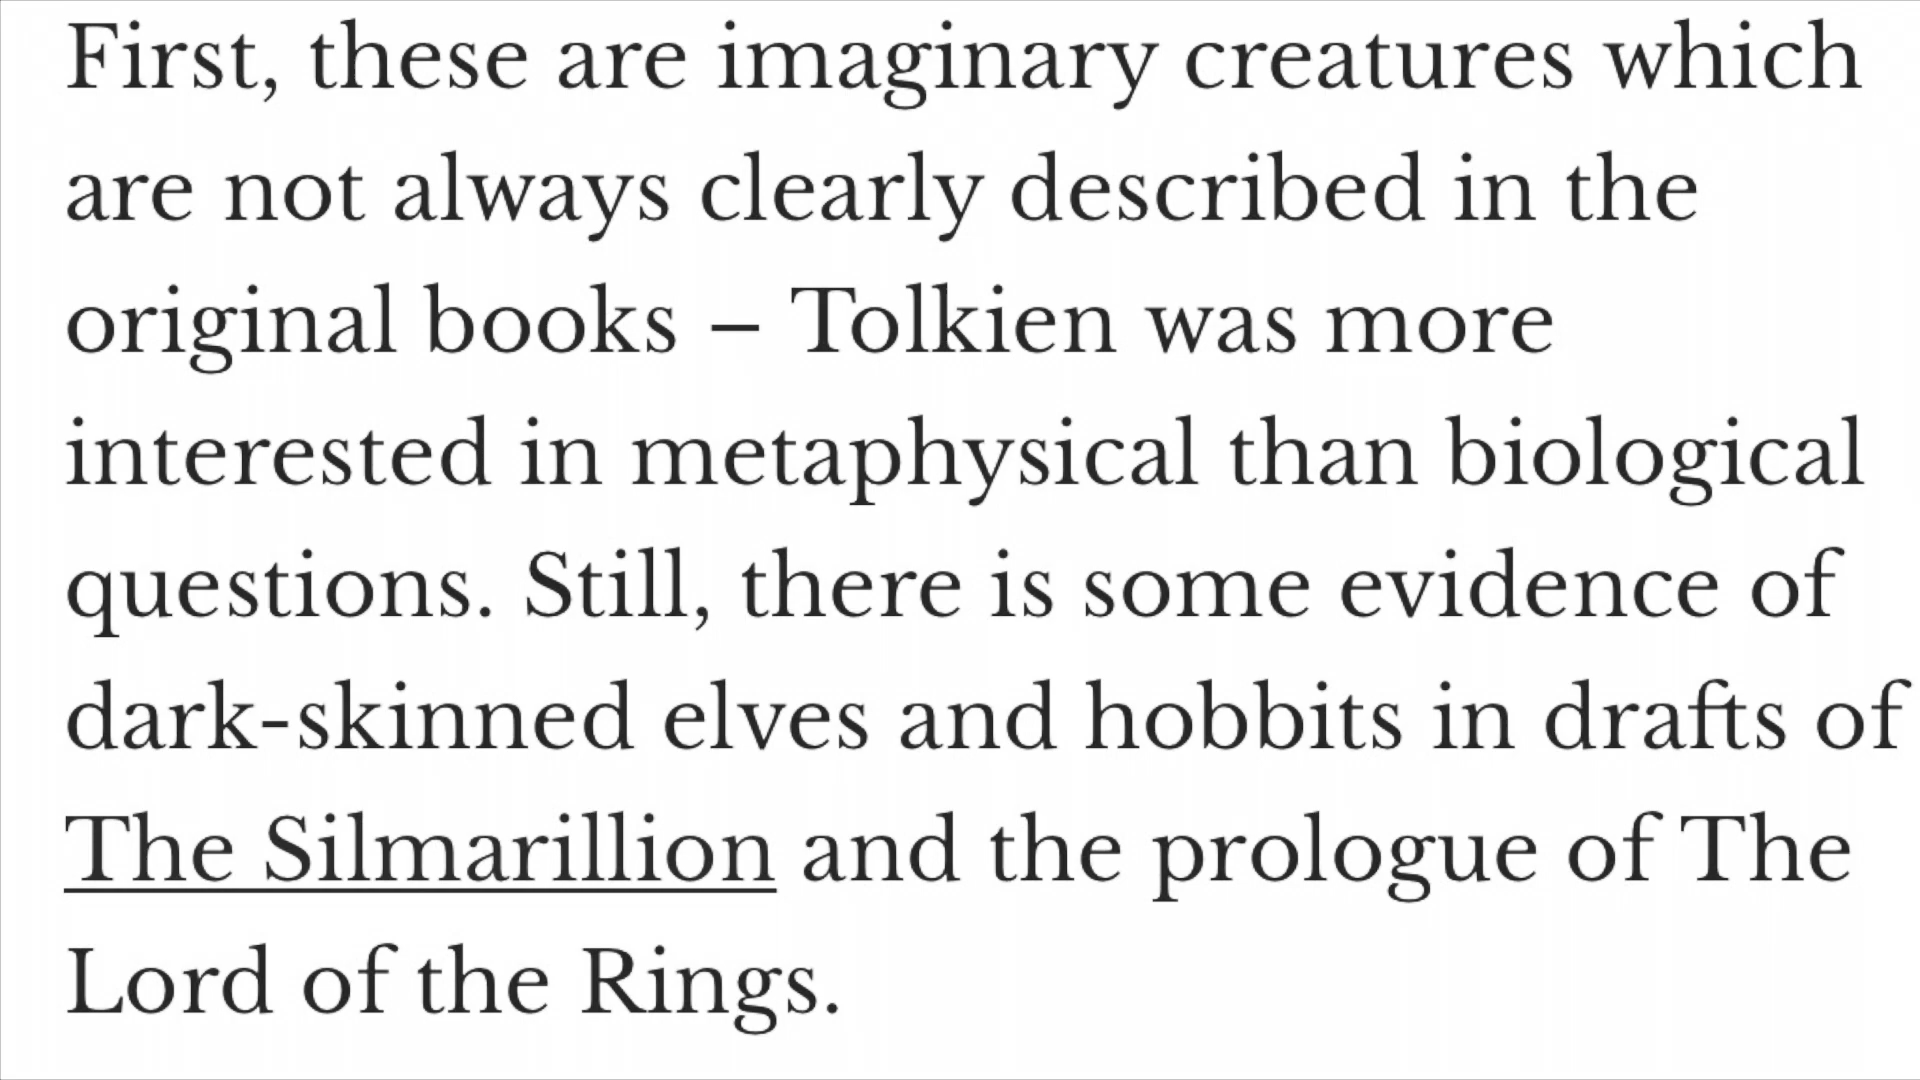 First, these are imaginary creatures which
are not always clearly described in the
original books – Tolkien was more
interested in metaphysical than biological
questions. Still, there is some evidence of
dark-skinned elves and hobbits in drafts of
The Silmarillion and the prologue of The
Lord of the Rings.